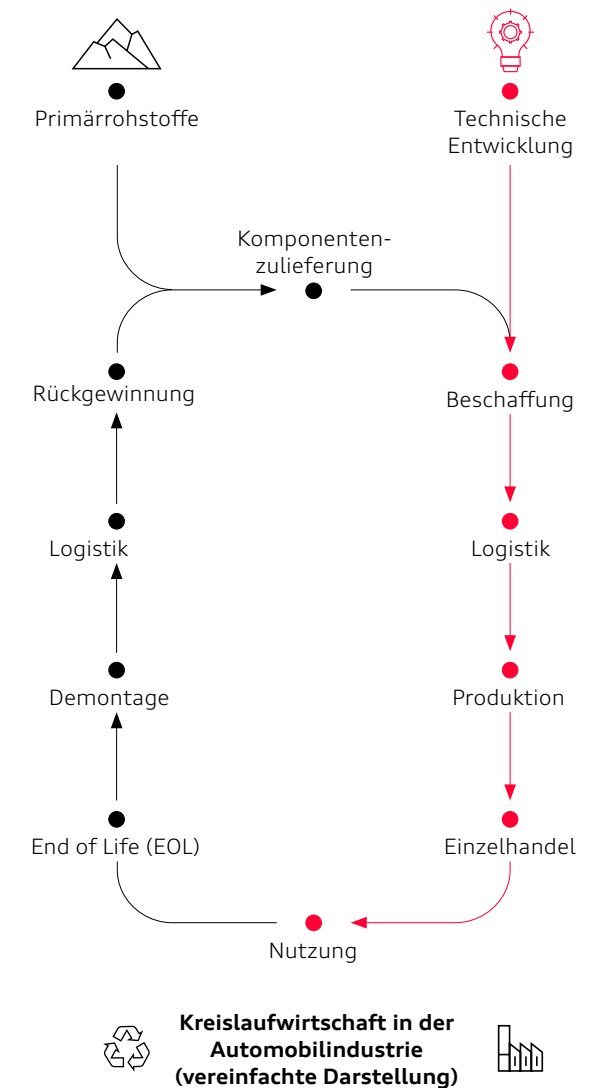 Primärrohstoffe
Technische
Entwicklung
Komponenten-
zulieferung
Rückgewinnung
Beschaffung
Logistik
Logistik
Demontage
Produktion
End of Life (EOL)
Einzelhandel
Nutzung
Kreislaufwirtschaft in der
Automobilindustrie
(vereinfachte Darstellung)